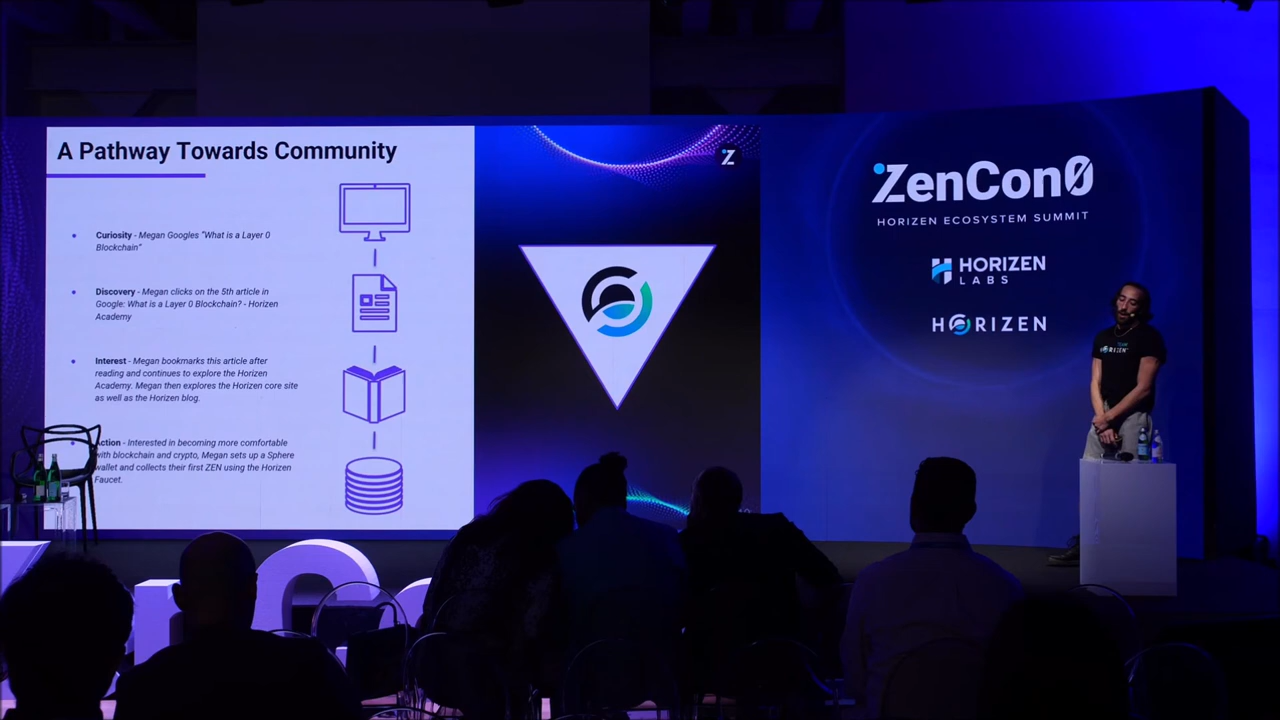 A Pathway Towards Community
Curiosity - Megan Googles "What is a Layer 0
Blockchain"
Discovery - Megan clicks on the 5th article in
Google: What is a Layer 0 Blockchain? - Horizen
Academy
Interest - Megan bookmarks this article after
reading and continues to explore the Horizen
Academy. Megan then explores the Horizen core site
as well as the Horizen blog.
Action - Interested in becoming more comfortable
with blockchain and crypto, Megan sets up a Sphere
wallet and collects their first ZEN using the Horizen
Faucet.
Z
ZenCon0
HORIZEN ECOSYSTEM SUMMIT
HORIZEN
LABS
HORIZEN
HORIZEN